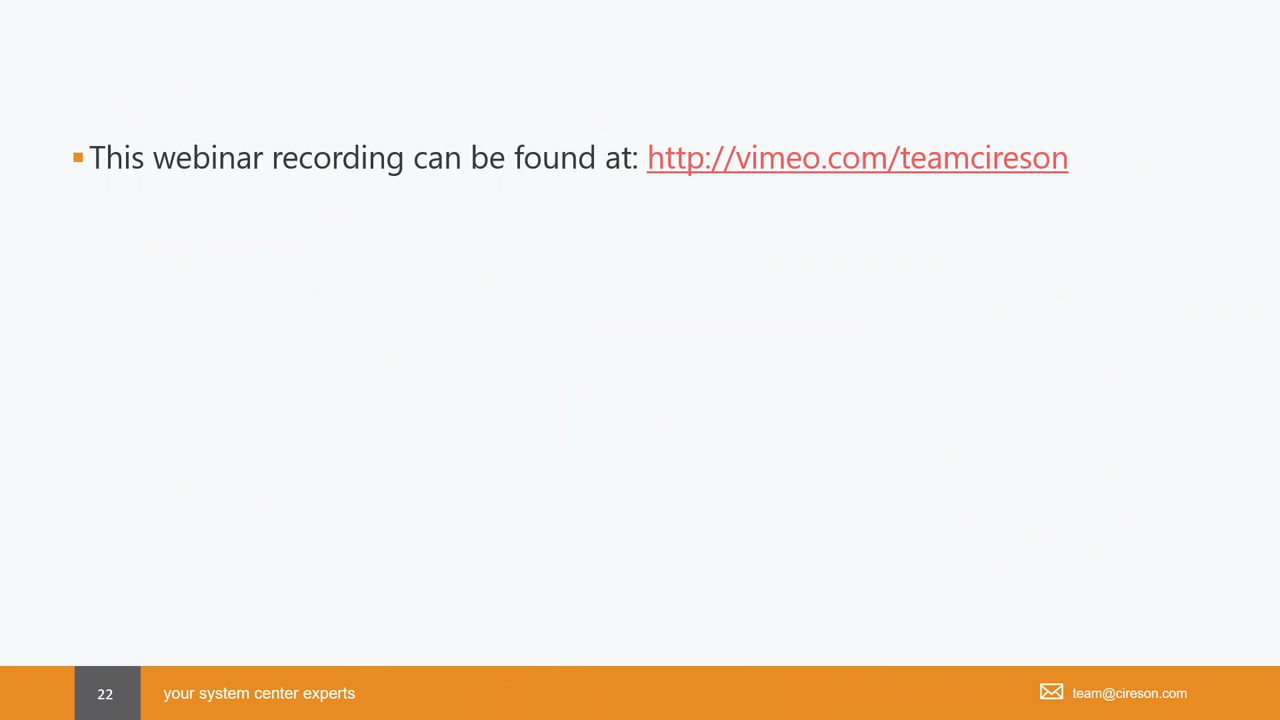 This webinar recording can be found at: http://vimeo.com/teamcireson
22
your system center experts
team@cireson.com